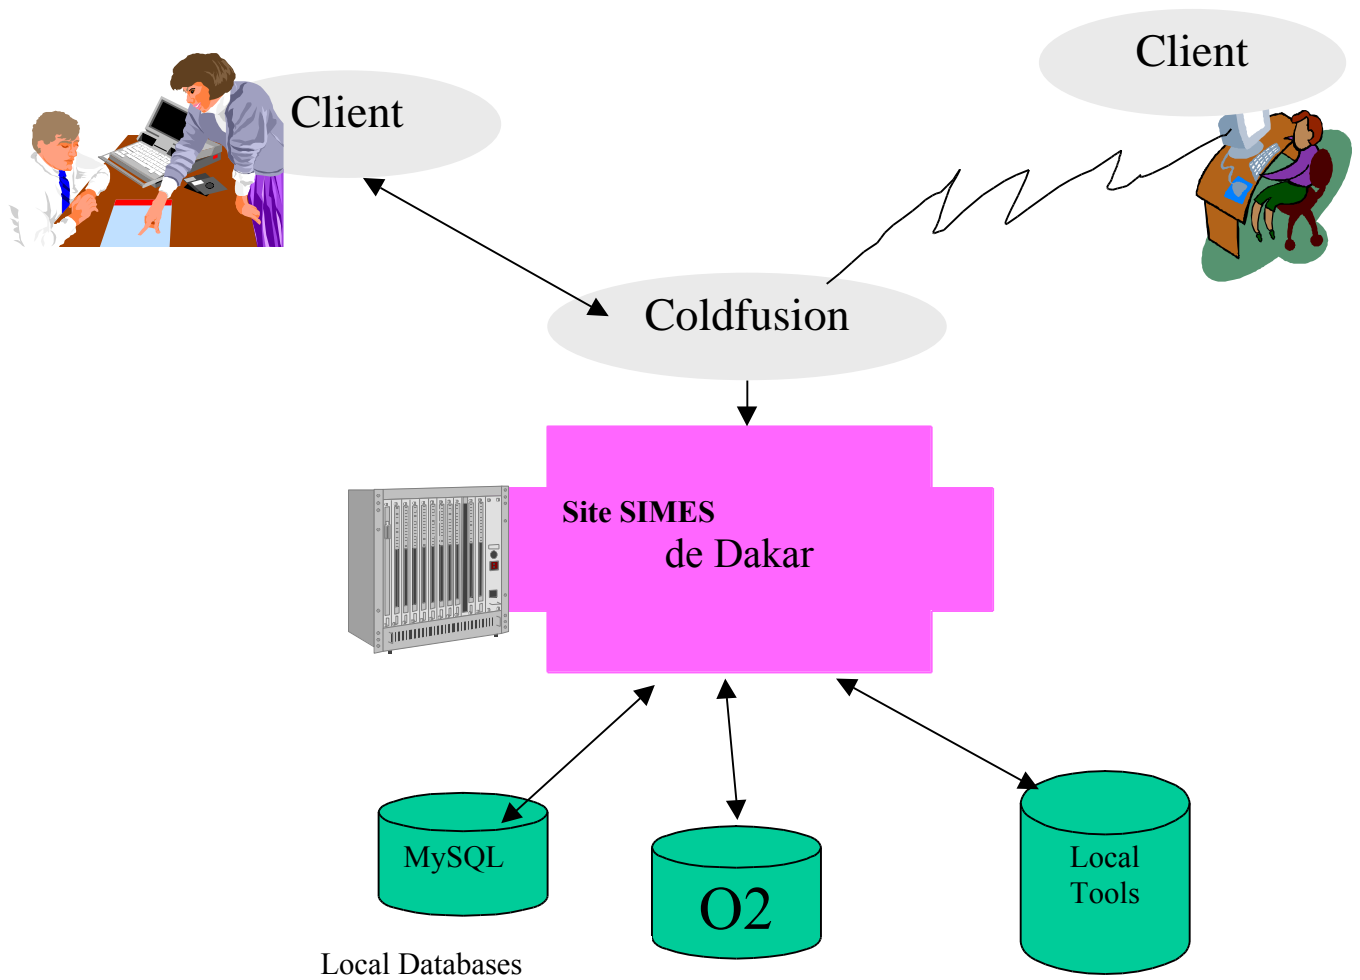 Client
Client
Coldfusion
Site SIMES
de Dakar
MySQL
O2
Local
Tools
Local Databases